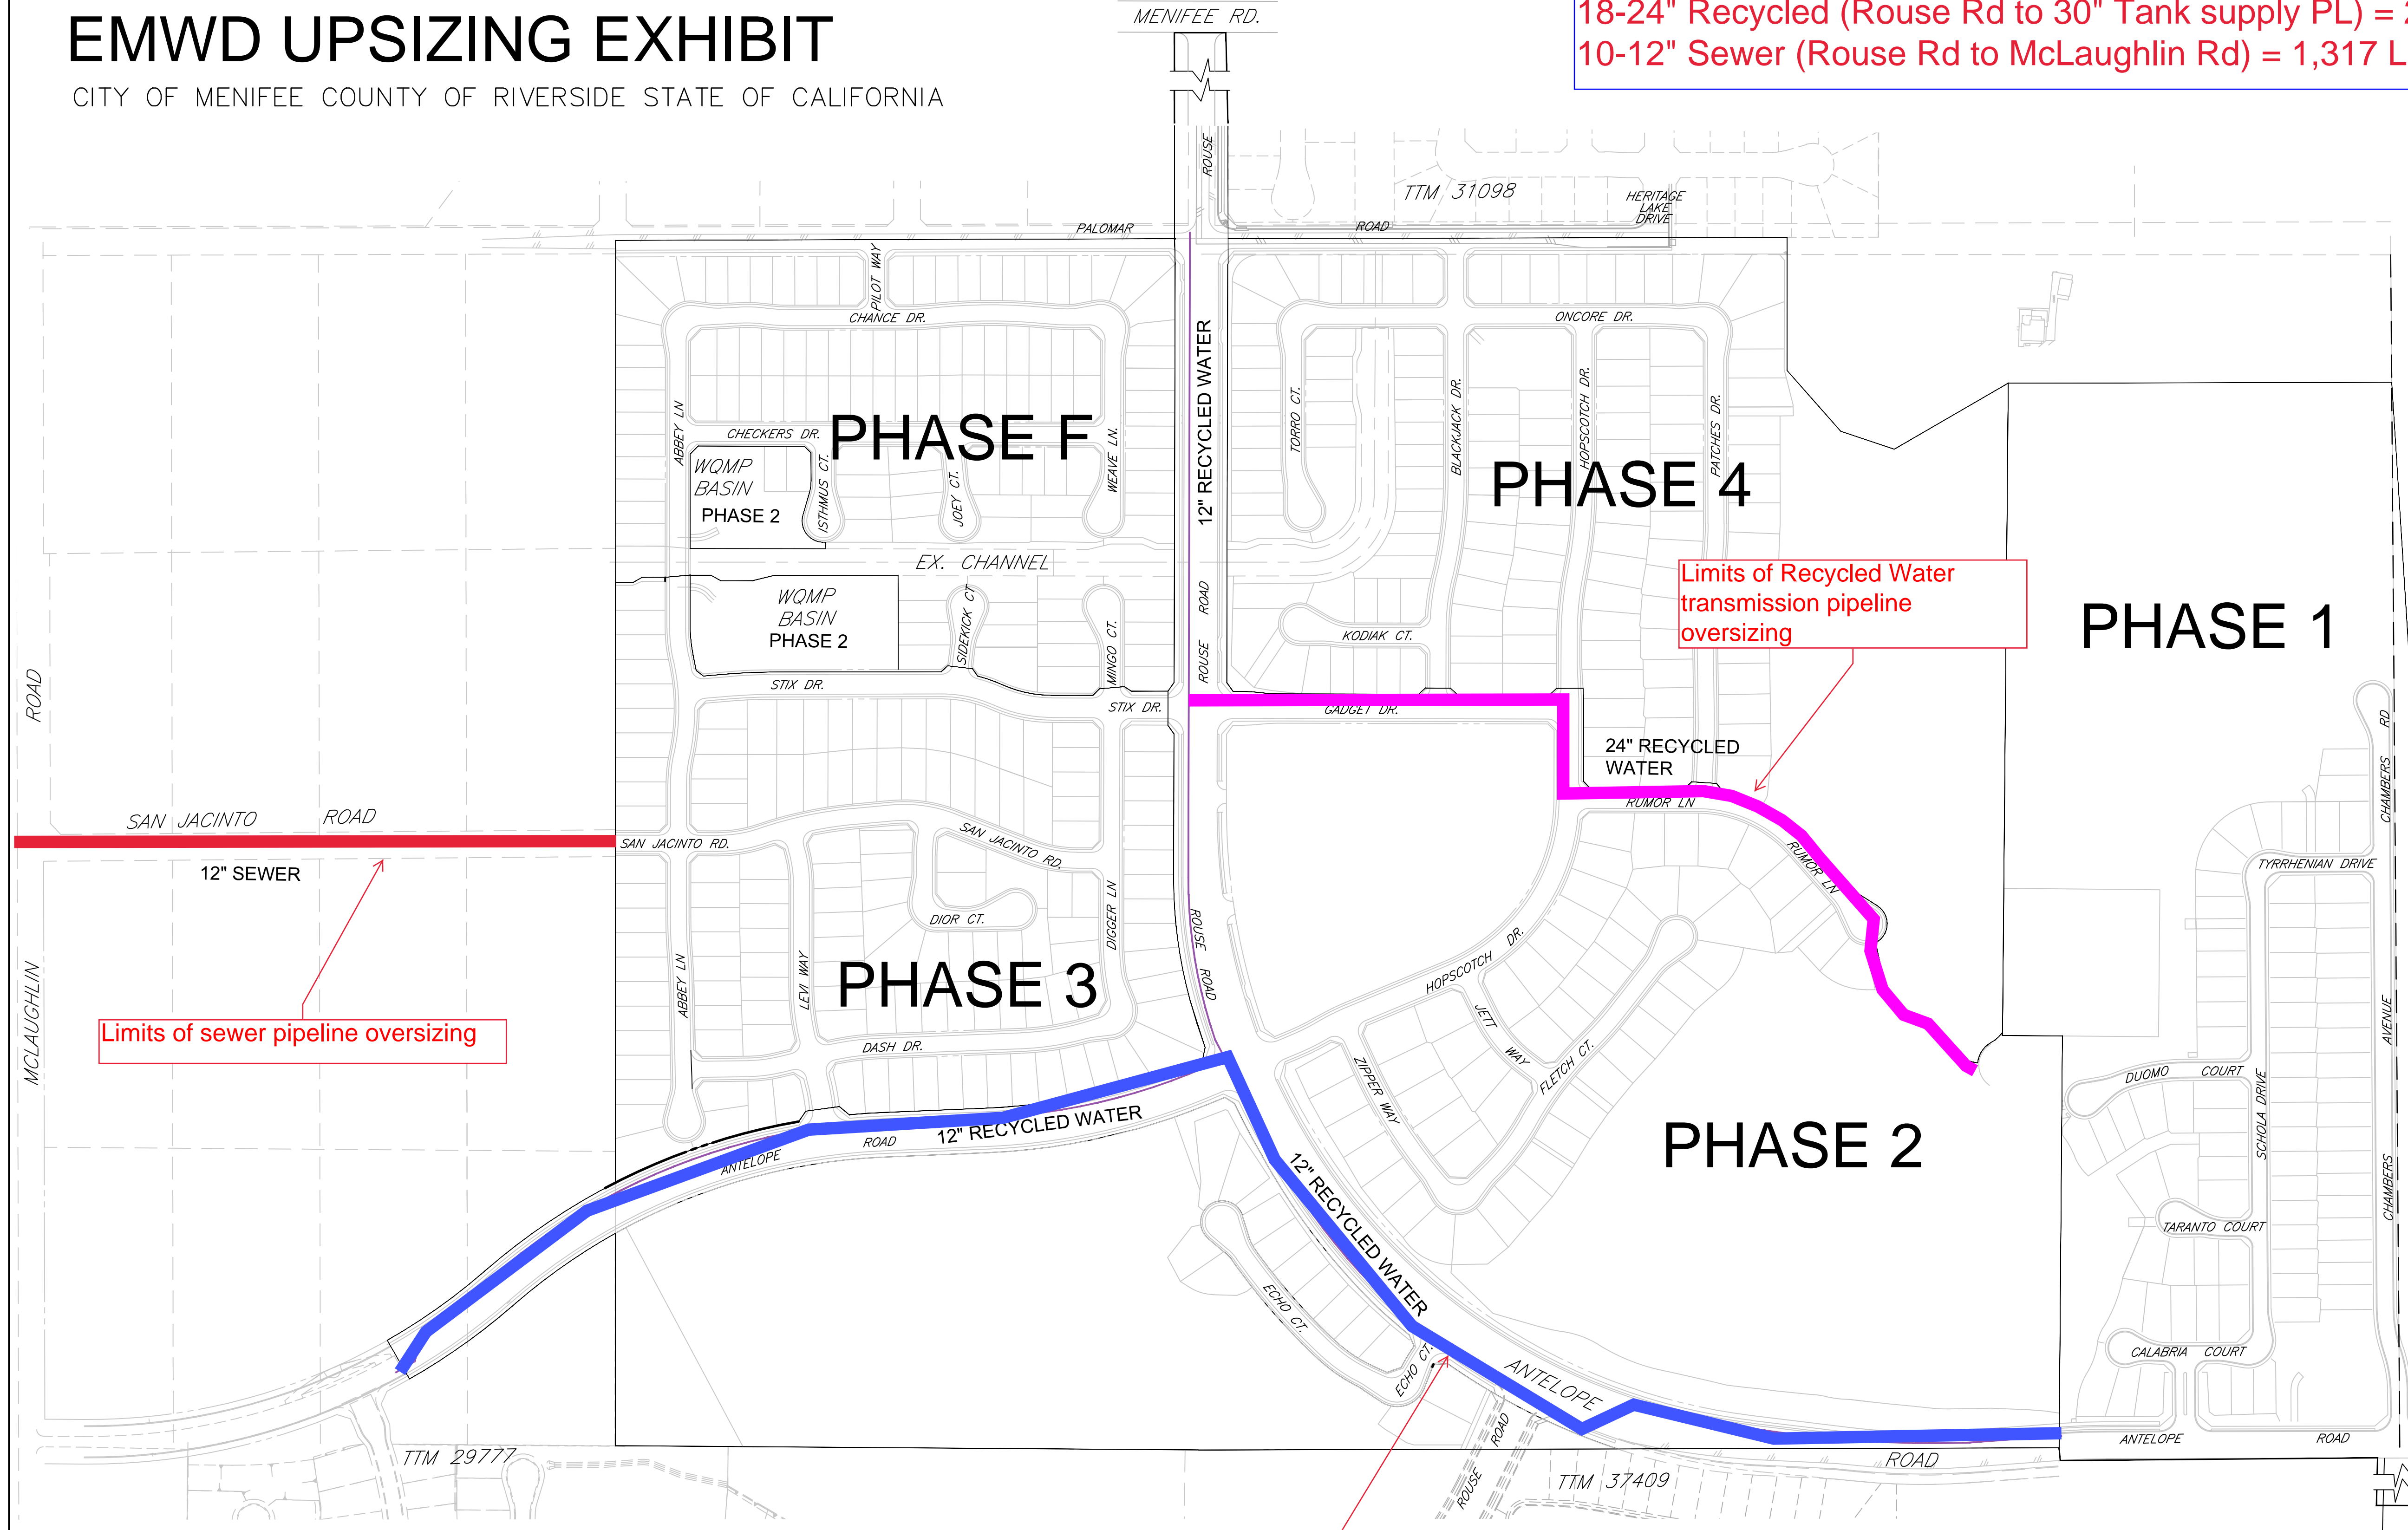 EMWD UPSIZING EXHIBIT
CITY OF MENIFEE COUNTY OF RIVERSIDE STATE OF CALIFORNIA
MENIFEE RD.
18-24" Recycled (Rouse Rd to 30" Tank supply PL) =
10-12" Sewer (Rouse Rd to McLaughlin Rd) = 1,317 L
ROUSE
TTM 31098
HERITAGE
LAKE
DRIVE
PALOMAR
ROAD
PILOT WAY
CHANCE DR.
ONCORE DR.
12" RECYCLED WATER
ABBEY LN
CHECKERS DR.
PHASE F
WEAVE LN.
TORRO CT.
BLACKJACK DR.
HOPSCOTCH DR.
PATCHES DR.
PHASE 4
WQMP
BASIN
PHASE 2
ISTHMUS CT.
JOEY CT.
EX. CHANNEL
WQMP
BASIN
PHASE 2
SIDEKICK CT
MINGO CT.
ROUSE ROAD
KODIAK CT.
Limits of Recycled Water
transmission pipeline
oversizing
PHASE 1
ROAD
STIX DR.
STIX DR.
GADGET DR.
24" RECYCLED
WATER
RUMOR LN
RUMOR LN
CHAMBERS RD
SAN JACINTO ROAD
12" SEWER
SAN JACINTO RD.
SAN JACINTO RD.
DIOR CT.
DIGGER LN
ROUSE ROAD
TYRRHENIAN DRIVE
ABBEY LN
LEVI WAY
PHASE 3
HOPSCOTCH DR.
JETT WAY
FLETCH CT.
ZIPPER WAY
MCLAUGHLIN
Limits of sewer pipeline oversizing
DASH DR.
AVENUE
DUOMO COURT
SCHOLA DRIVE
PHASE 2
ANTELOPE ROAD
12" RECYCLED WATER
12" RECYCLED WATER
CHAMBERS
TARANTO COURT
ECHO CT.
ECHO CT.
CALABRIA COURT
ANTELOPE
ROAD
ANTELOPE ROAD
TTM 29777
ROUSE ROAD
TTM 37409